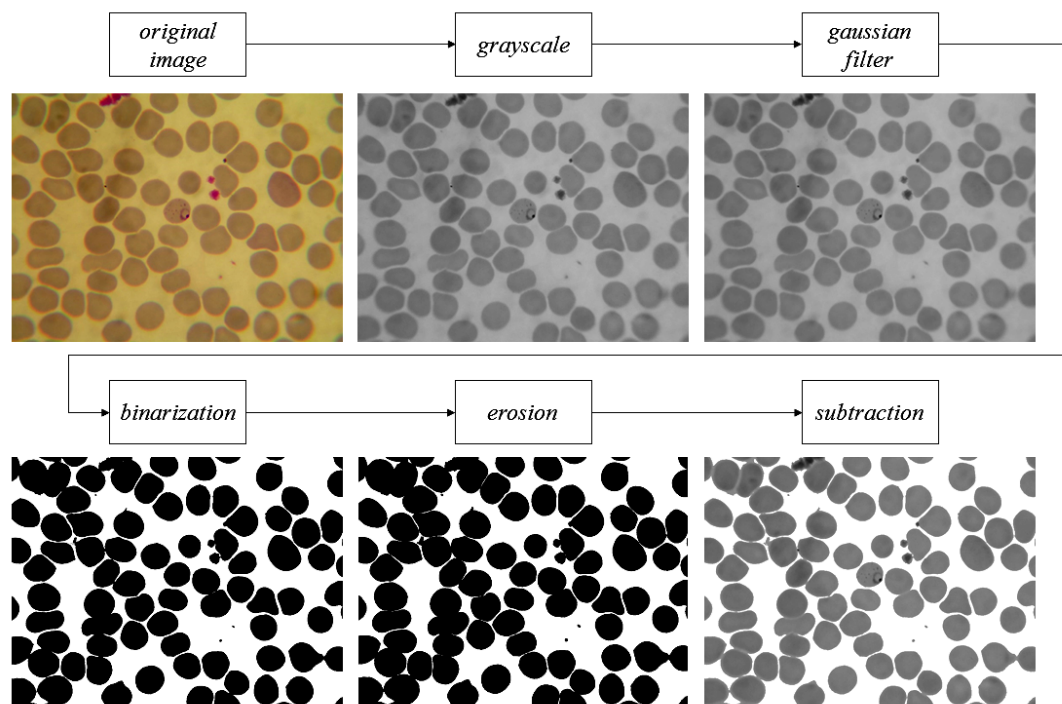 original
image
grayscale
gaussian
filter
binarization
erosion
subtraction